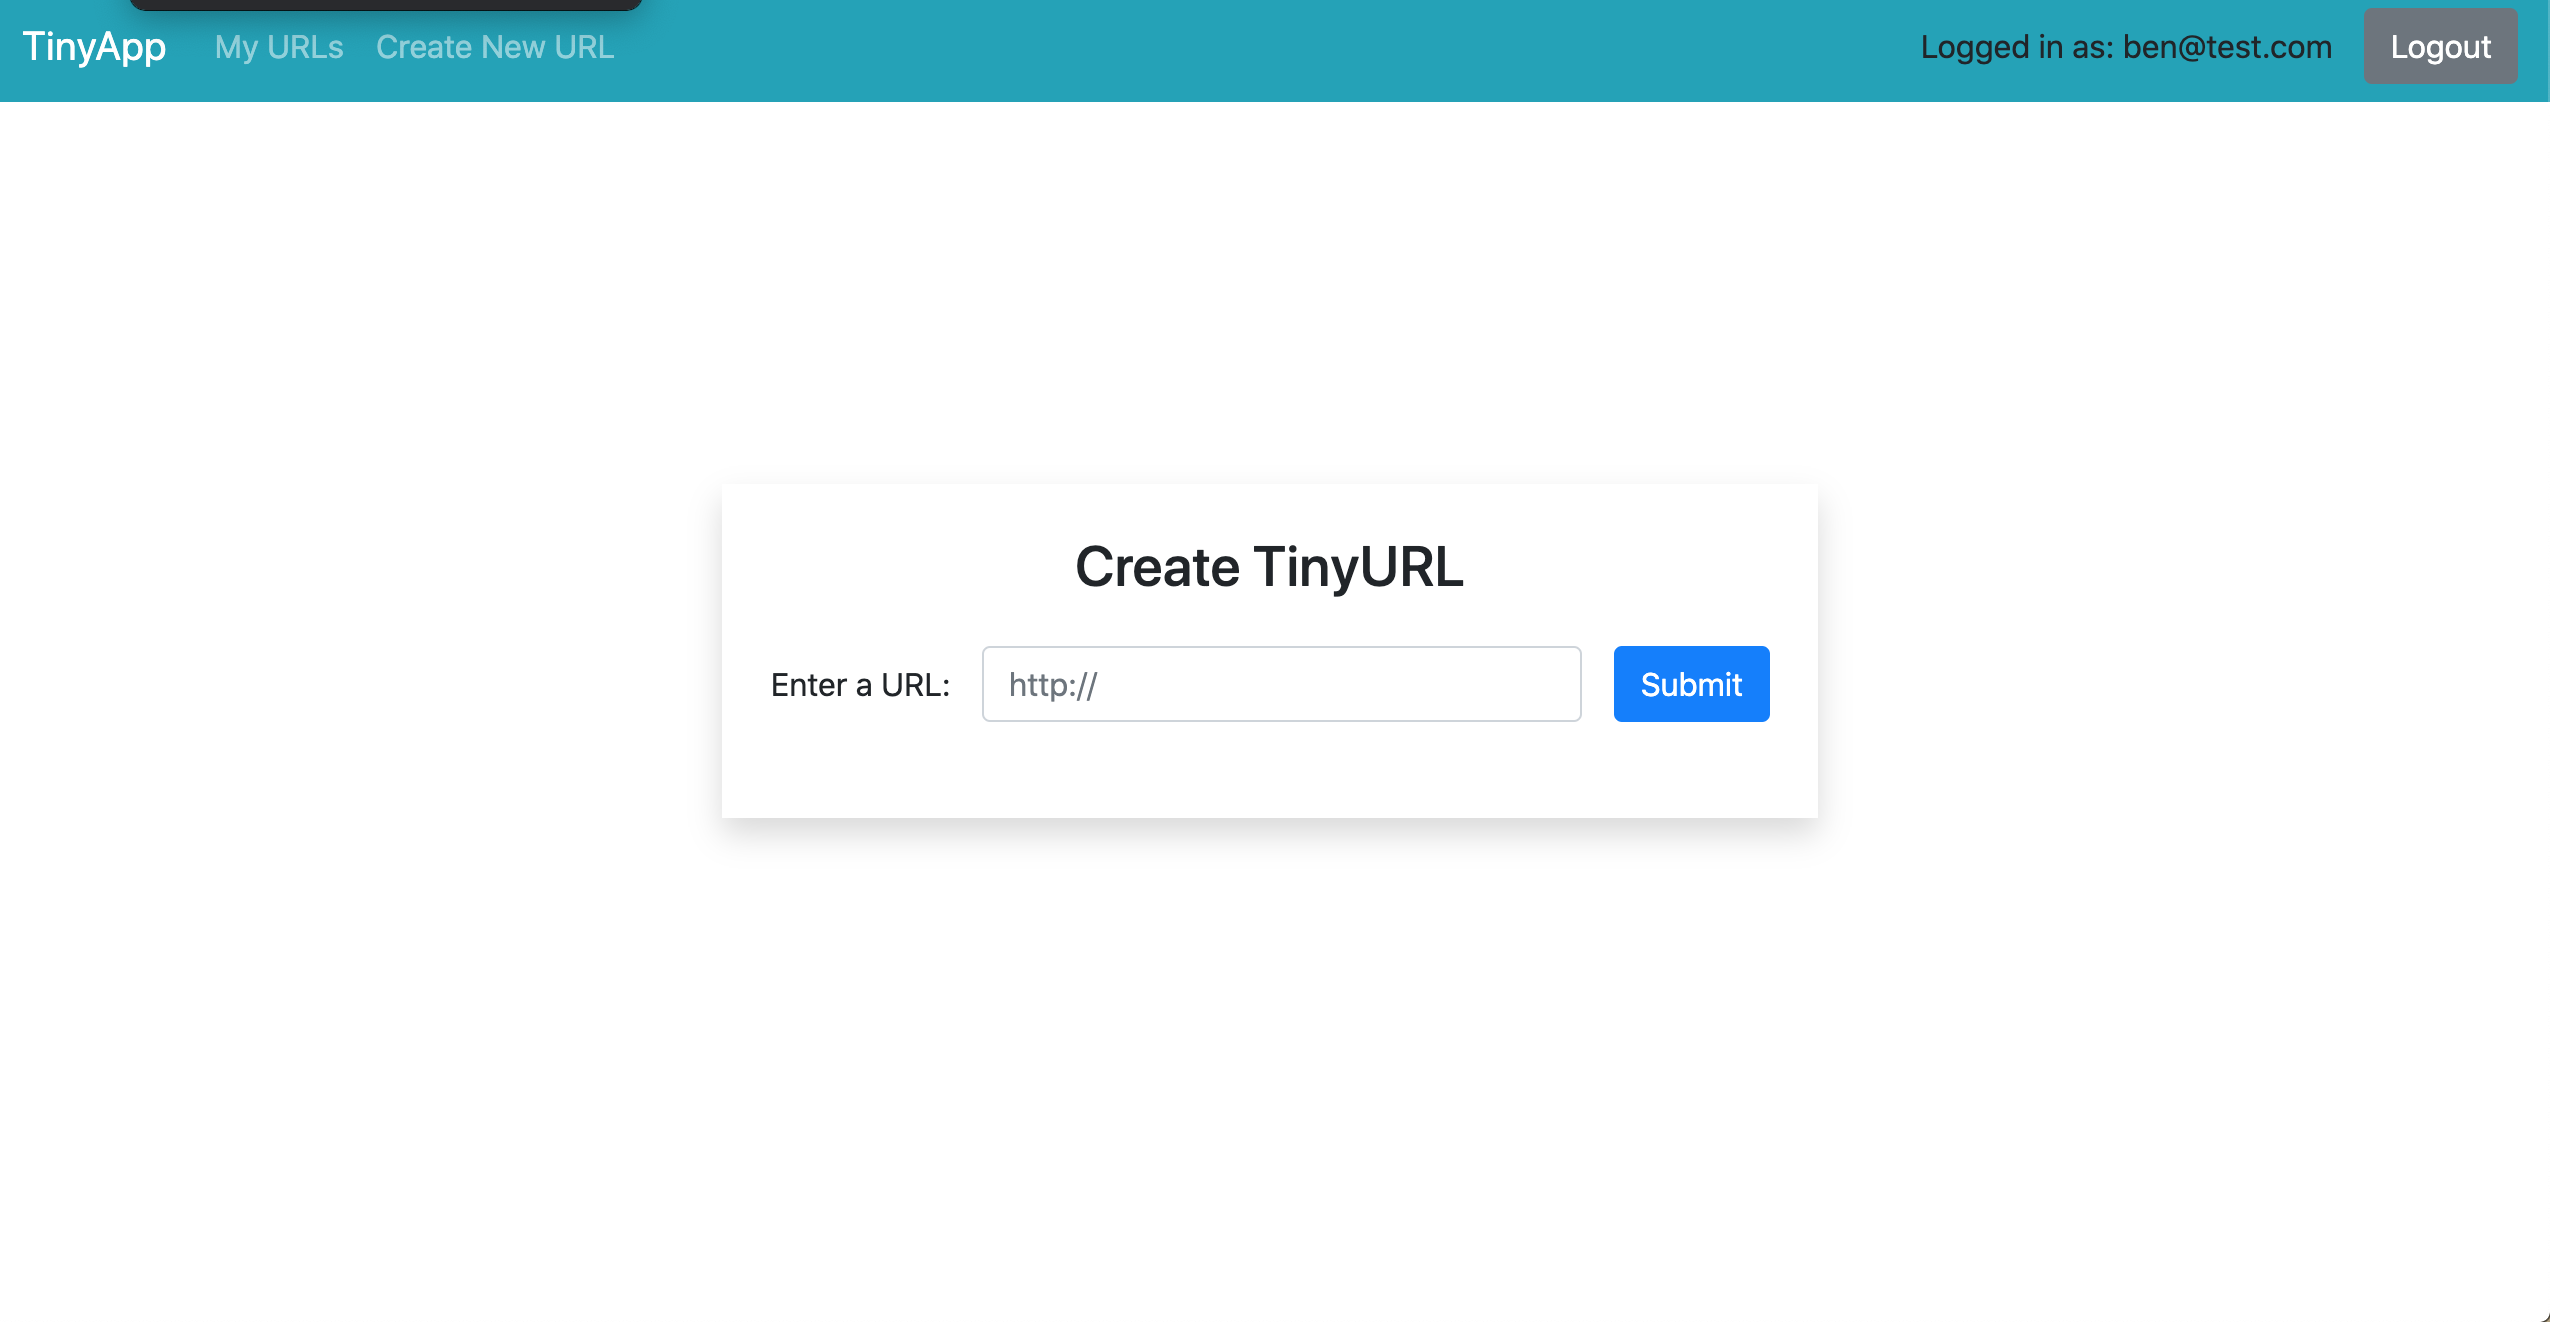 TinyApp My URLs Create New URL Logged in as: ben@test.com Logout
Create TinyURL
Enter a URL: http:// Submit